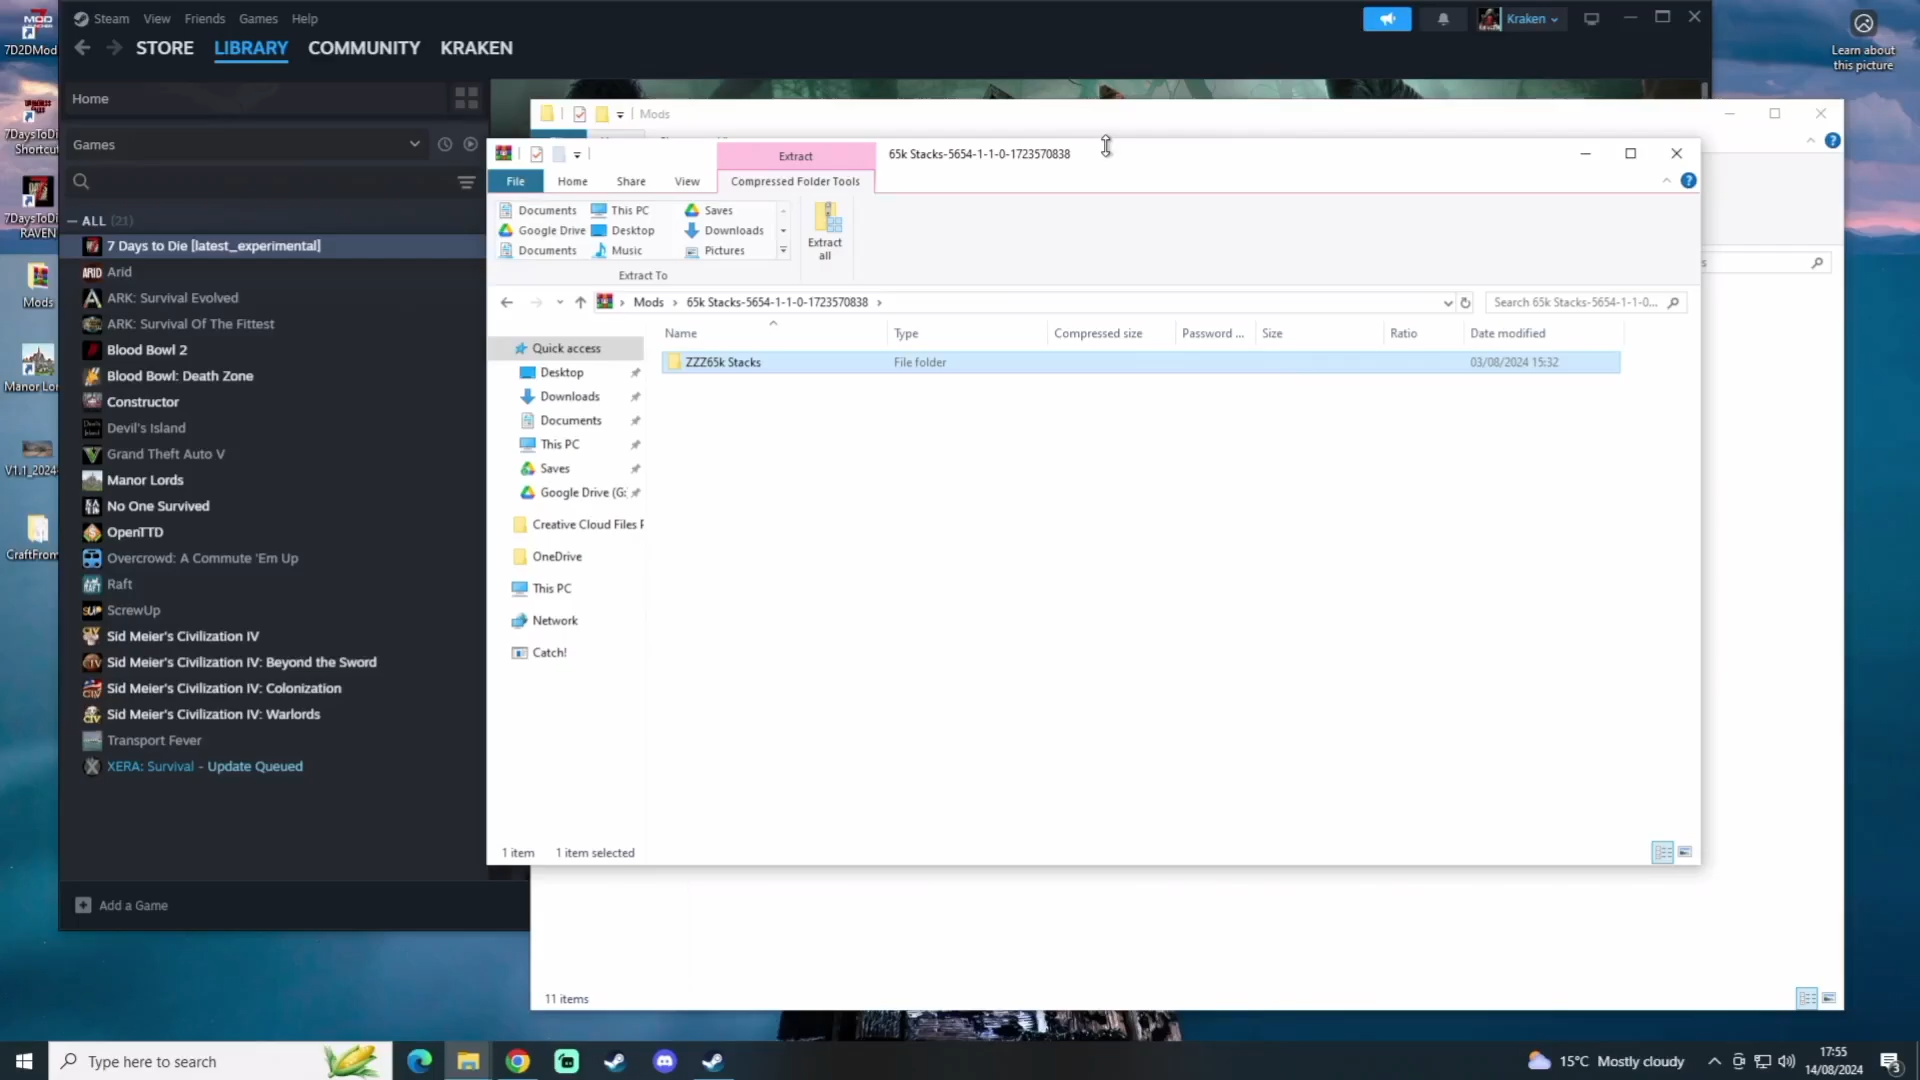 7D2DMod
7DaysToDi
Shortcut
7DaysToDi
RAVEN
Mods
Manor Lor
V1.1_2024
CraftFrom
Steam View Friends Games Help
Kraken
STORE LIBRARY COMMUNITY KRAKEN
Home
Games
ALL (21)
7 Days to Die [latest_experimental]
Arid
ARK: Survival Evolved
ARK: Survival Of The Fittest
Blood Bowl 2
Blood Bowl: Death Zone
Constructor
Devil's Island
Grand Theft Auto V
Manor Lords
No One Survived
OpenTTD
Overcrowd: A Commute 'Em Up
Raft
ScrewUp
Sid Meier's Civilization IV
Sid Meier's Civilization IV: Beyond the Sword
Sid Meier's Civilization IV: Colonization
Sid Meier's Civilization IV: Warlords
Transport Fever
XERA: Survival - Update Queued
Add a Game
Mods
Extract
65k Stacks-5654-1-1-0-1723570838
File Home Share View Compressed Folder Tools
Documents This PC Saves
Google Drive Desktop Downloads
Documents Music Pictures
Extract all
Extract To
Mods 65k Stacks-5654-1-1-0-1723570838
Search 65k Stacks-5654-1-1-0...
Name Type Compressed size Password ... Size Ratio Date modified
ZZZ65k Stacks File folder 03/08/2024 15:32
Quick access
Desktop
Downloads
Documents
This PC
Saves
Google Drive (G:
Creative Cloud Files F
OneDrive
This PC
Network
Catch!
1 item 1 item selected
11 items
Learn about
this picture
Type here to search
15°C Mostly cloudy
17:55
14/08/2024
3